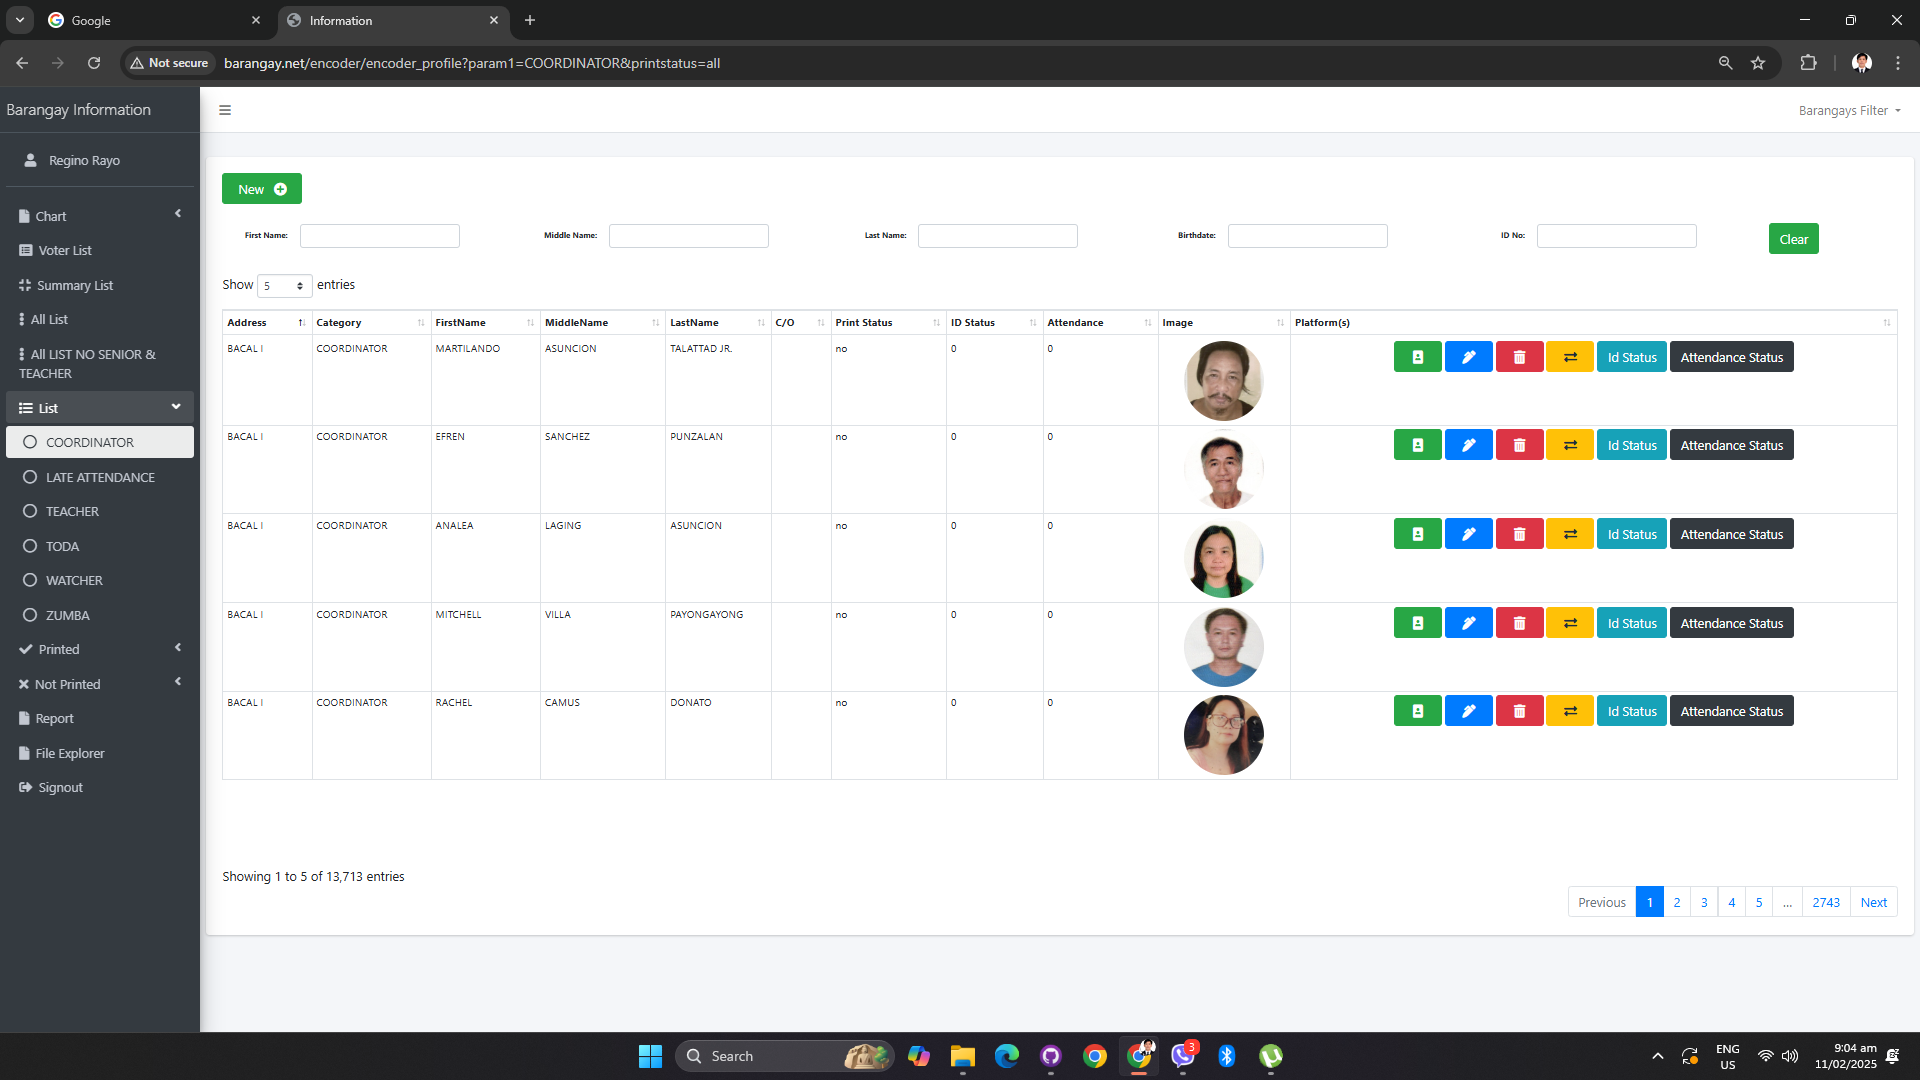 Google
Information
Not secure
barangay.net/encoder/encoder_profile?param1=COORDINATOR&printstatus=all
Barangay Information
Barangays Filter
Regino Rayo
Chart
Voter List
Summary List
All List
All LIST NO SENIOR &
TEACHER
List
COORDINATOR
LATE ATTENDANCE
TEACHER
TODA
WATCHER
ZUMBA
Printed
Not Printed
Report
File Explorer
Signout
New
First Name: Middle Name: Last Name: Birthdate: ID No: Clear
Show 5 entries
Address Category FirstName MiddleName LastName C/O Print Status ID Status Attendance Image Platform(s)
BACAL I COORDINATOR MARTILANDO ASUNCION TALATTAD JR. no 0 0 Id Status Attendance Status
BACAL I COORDINATOR EFREN SANCHEZ PUNZALAN no 0 0 Id Status Attendance Status
BACAL I COORDINATOR ANALEA LAGING ASUNCION no 0 0 Id Status Attendance Status
BACAL I COORDINATOR MITCHELL VILLA PAYONGAYONG no 0 0 Id Status Attendance Status
BACAL I COORDINATOR RACHEL CAMUS DONATO no 0 0 Id Status Attendance Status
Showing 1 to 5 of 13,713 entries
Previous 1 2 3 4 5 ... 2743 Next
Search
3
ENG
US
9:04 am
11/02/2025